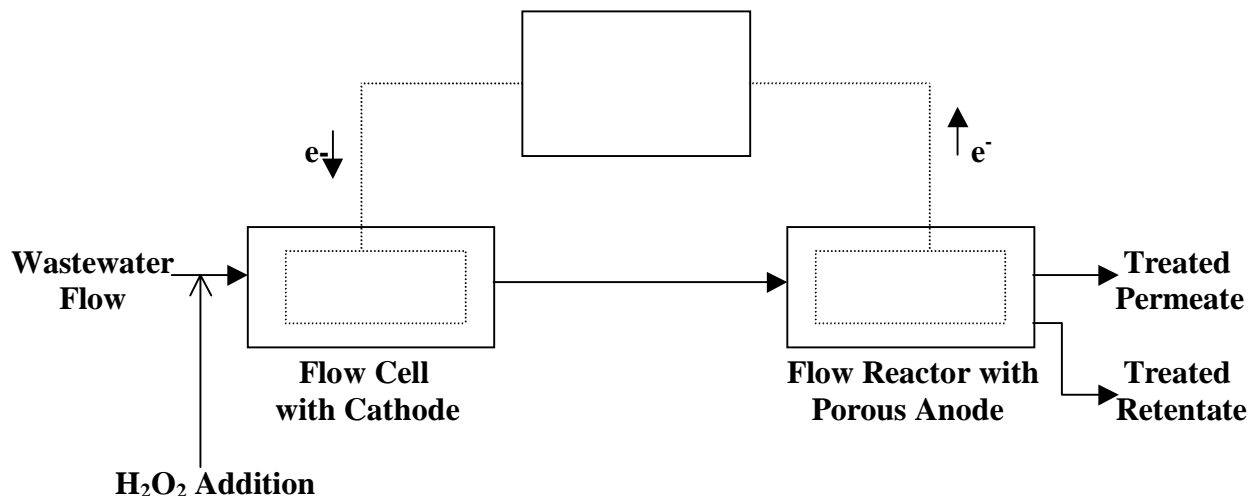 e-
e⁻
Wastewater
Flow
Treated
Permeate
Flow Cell
with Cathode
Flow Reactor with
Porous Anode
Treated
Retentate
H₂O₂ Addition